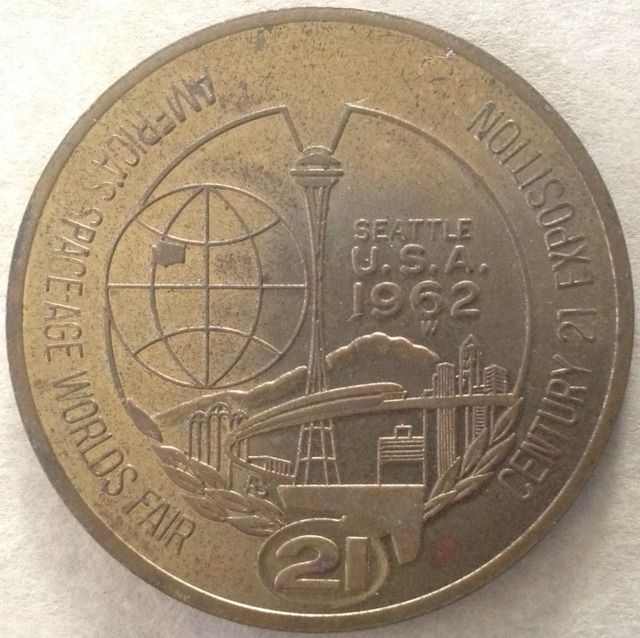 AMERICA'S SPACE-AGE WORLDS FAIR
CENTURY 21 EXPOSITION
SEATTLE
U.S.A.
1962
W
21